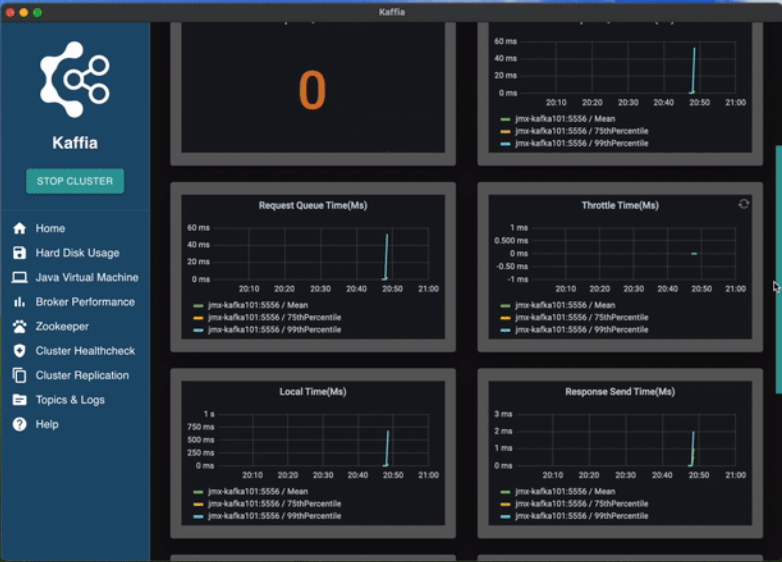 Kaffia
Kaffia
STOP CLUSTER
Home
Hard Disk Usage
Java Virtual Machine
Broker Performance
Zookeeper
Cluster Healthcheck
Cluster Replication
Topics & Logs
Help
0
60 ms
40 ms
20 ms
0 ms
20:10 20:20 20:30 20:40 20:50 21:00
jmx-kafka101:5556 / Mean
jmx-kafka101:5556 / 75thPercentile
jmx-kafka101:5556 / 99thPercentile
Request Queue Time(Ms)
60 ms
40 ms
20 ms
0 ms
20:10 20:20 20:30 20:40 20:50 21:00
jmx-kafka101:5556 / Mean
jmx-kafka101:5556 / 75thPercentile
jmx-kafka101:5556 / 99thPercentile
Throttle Time(Ms)
1 ms
0.500 ms
0 ms
-0.50 ms
-1 ms
20:10 20:20 20:30 20:40 20:50 21:00
jmx-kafka101:5556 / Mean
jmx-kafka101:5556 / 75thPercentile
jmx-kafka101:5556 / 99thPercentile
Local Time(Ms)
1 s
750 ms
500 ms
250 ms
0 ms
20:10 20:20 20:30 20:40 20:50 21:00
jmx-kafka101:5556 / Mean
jmx-kafka101:5556 / 75thPercentile
jmx-kafka101:5556 / 99thPercentile
Response Send Time(Ms)
3 ms
2 ms
1 ms
0 ms
20:10 20:20 20:30 20:40 20:50 21:00
jmx-kafka101:5556 / Mean
jmx-kafka101:5556 / 75thPercentile
jmx-kafka101:5556 / 99thPercentile